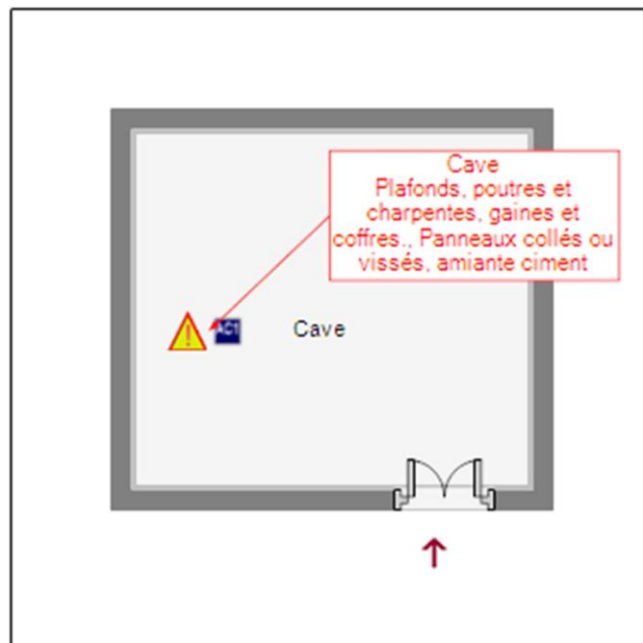 Cave
Plafonds, poutres et
charpentes, gaines et
coffres., Panneaux collés ou
vissés, amiante ciment
AC1
Cave